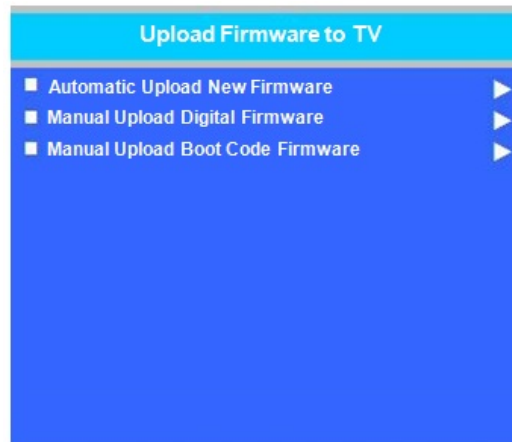 Upload Firmware to TV
Automatic Upload New Firmware
Manual Upload Digital Firmware
Manual Upload Boot Code Firmware